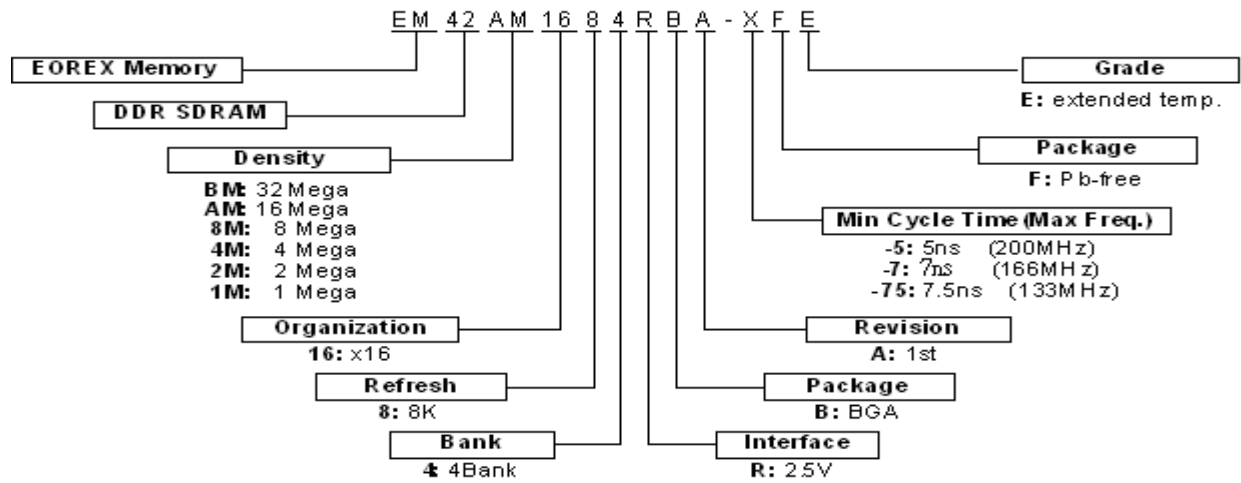 EM 42 AM 16 8 4 R B A - X F E
EOREX Memory
DDR SDRAM
Density
BM: 32 Mega
AM: 16 Mega
8M: 8 Mega
4M: 4 Mega
2M: 2 Mega
1M: 1 Mega
Organization
16: x16
Refresh
8: 8K
Bank
4: 4Bank
Grade
E: extended temp.
Package
F: Pb-free
Min Cycle Time (Max Freq.)
-5: 5ns (200MHz)
-7: 7ns (166MHz)
-75: 7.5ns (133MHz)
Revision
A: 1st
Package
B: BGA
Interface
R: 2.5V